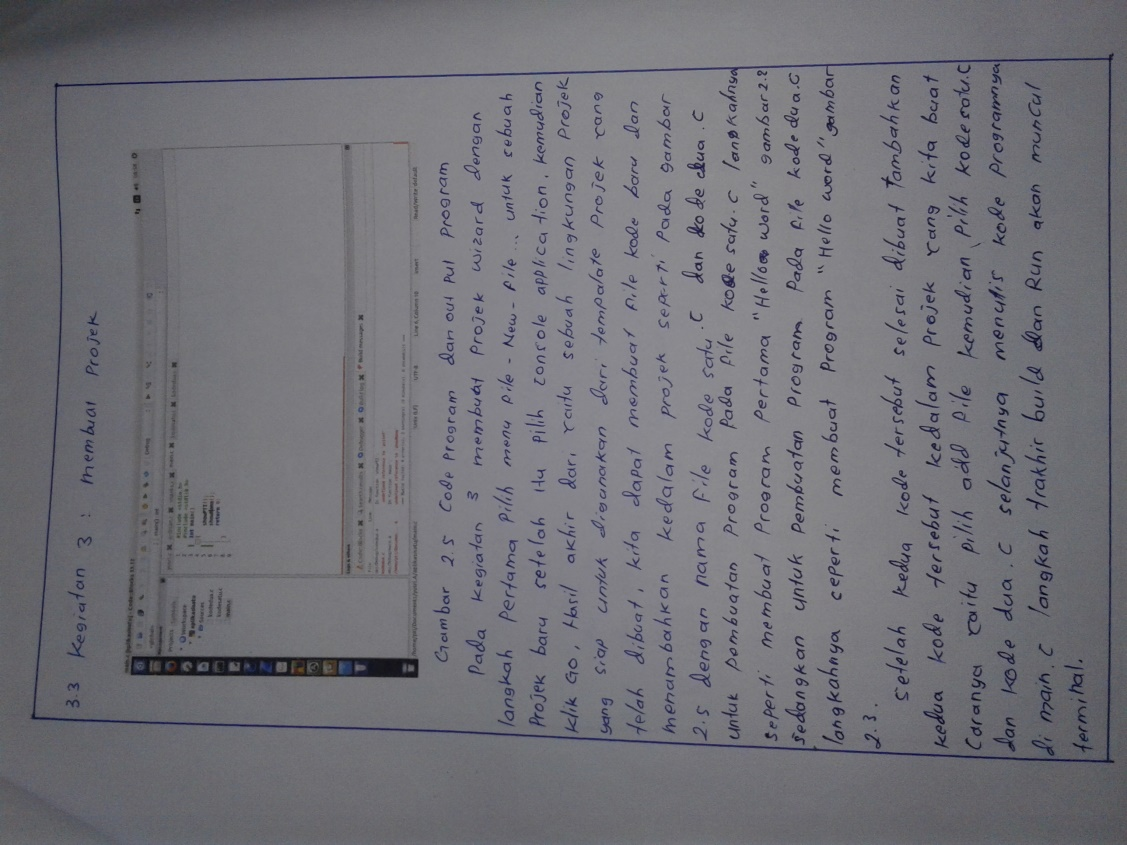 3.3 Kegiatan 3 : membuat Projek
Gambar 2.5 Code Program dan out put Program
Pada Kegiatan 3 membuat Projek wizard dengan
langkah Pertama Pilih menu file - New - file ... untuk sebuah
Projek baru setelah itu Pilih console application, kemudian
Klik Go, Hasil akhir dari yaitu sebuah lingkungan Projek
yang siap untuk digunakan dari tempalate Projek yang
telah dibuat, kita dapat membuat file kode baru dan
menambahkan kedalam projek seperti Pada gambar
2.5 dengan nama file kode satu.c dan kode dua.c
untuk pembuatan Program Pada file kode satu.c langkahnya
seperti membuat Program Pertama "Hello word" gambar 2.2
sedangkan untuk Pembuatan Program Pada file kode dua.c
langkahnya seperti membuat Program "Hello word" gambar
2.3.
Setelah kedua kode tersebut selesai dibuat tambahkan
kedua kode tersebut kedalam Projek yang kita buat
Caranya yaitu pilih add file kemudian Pilih kode satu.c
dan kode dua.c selanjutnya menulis kode Programnya
di main.c langkah trakhir build dan Run akan muncul
terminal.